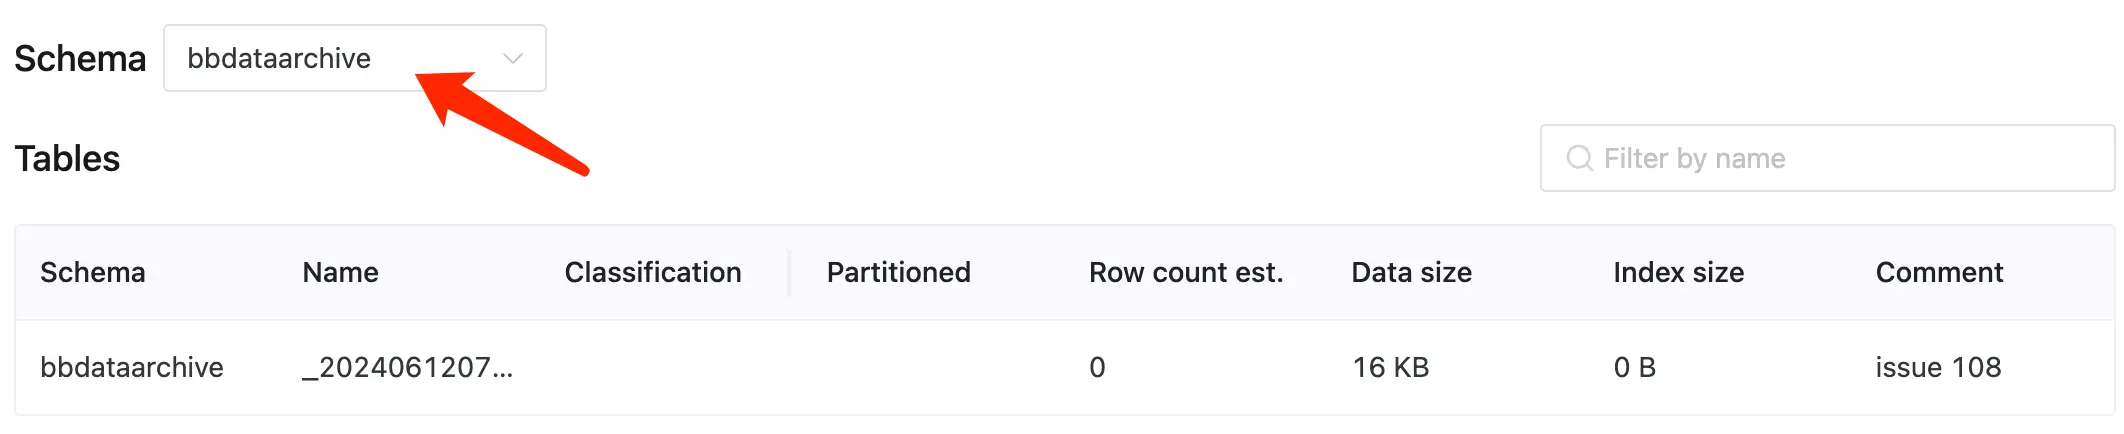 Schema bbdataarchive
Tables Filter by name
Schema Name Classification Partitioned Row count est. Data size Index size Comment
bbdataarchive _2024061207... 0 16 KB 0 B issue 108